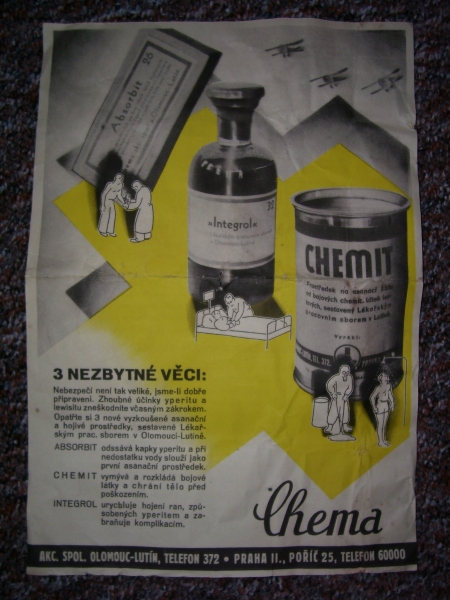 Absorbit 20
»Integrol« 20
CHEMIT
3 NEZBYTNÉ VĚCI:
Nebezpečí není tak veliké, jsme-li dobře
připraveni. Zhoubné účinky yperitu a
lewisitu zneškodníte včasným zákrokem.
Opatřte si 3 nové vyzkoušené asanační
a hojivé prostředky, sestavené Lékař-
ským prac. sborem v Olomouci-Lutíně.
ABSORBIT odssává kapky yperitu a při
nedostatku vody slouží jako
první asanační prostředek.
CHEMIT vymývá a rozkládá bojové
látky a chrání tělo před
poškozením.
INTEGROL urychluje hojení ran, způ-
sobených yperitem a za-
braňuje komplikacím.
Chema
AKC. SPOL. OLOMOUC-LUTÍN, TELEFON 372 • PRAHA II., POŘÍČ 25, TELEFON 60000